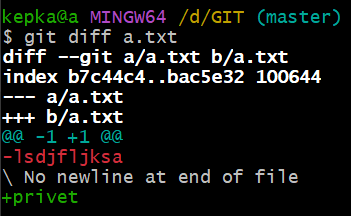 kepka@a MINGW64 /d/GIT (master)
$ git diff a.txt
diff --git a/a.txt b/a.txt
index b7c44c4..bac5e32 100644
--- a/a.txt
+++ b/a.txt
@@ -1 +1 @@
-lsdjfljksa
\ No newline at end of file
+privet